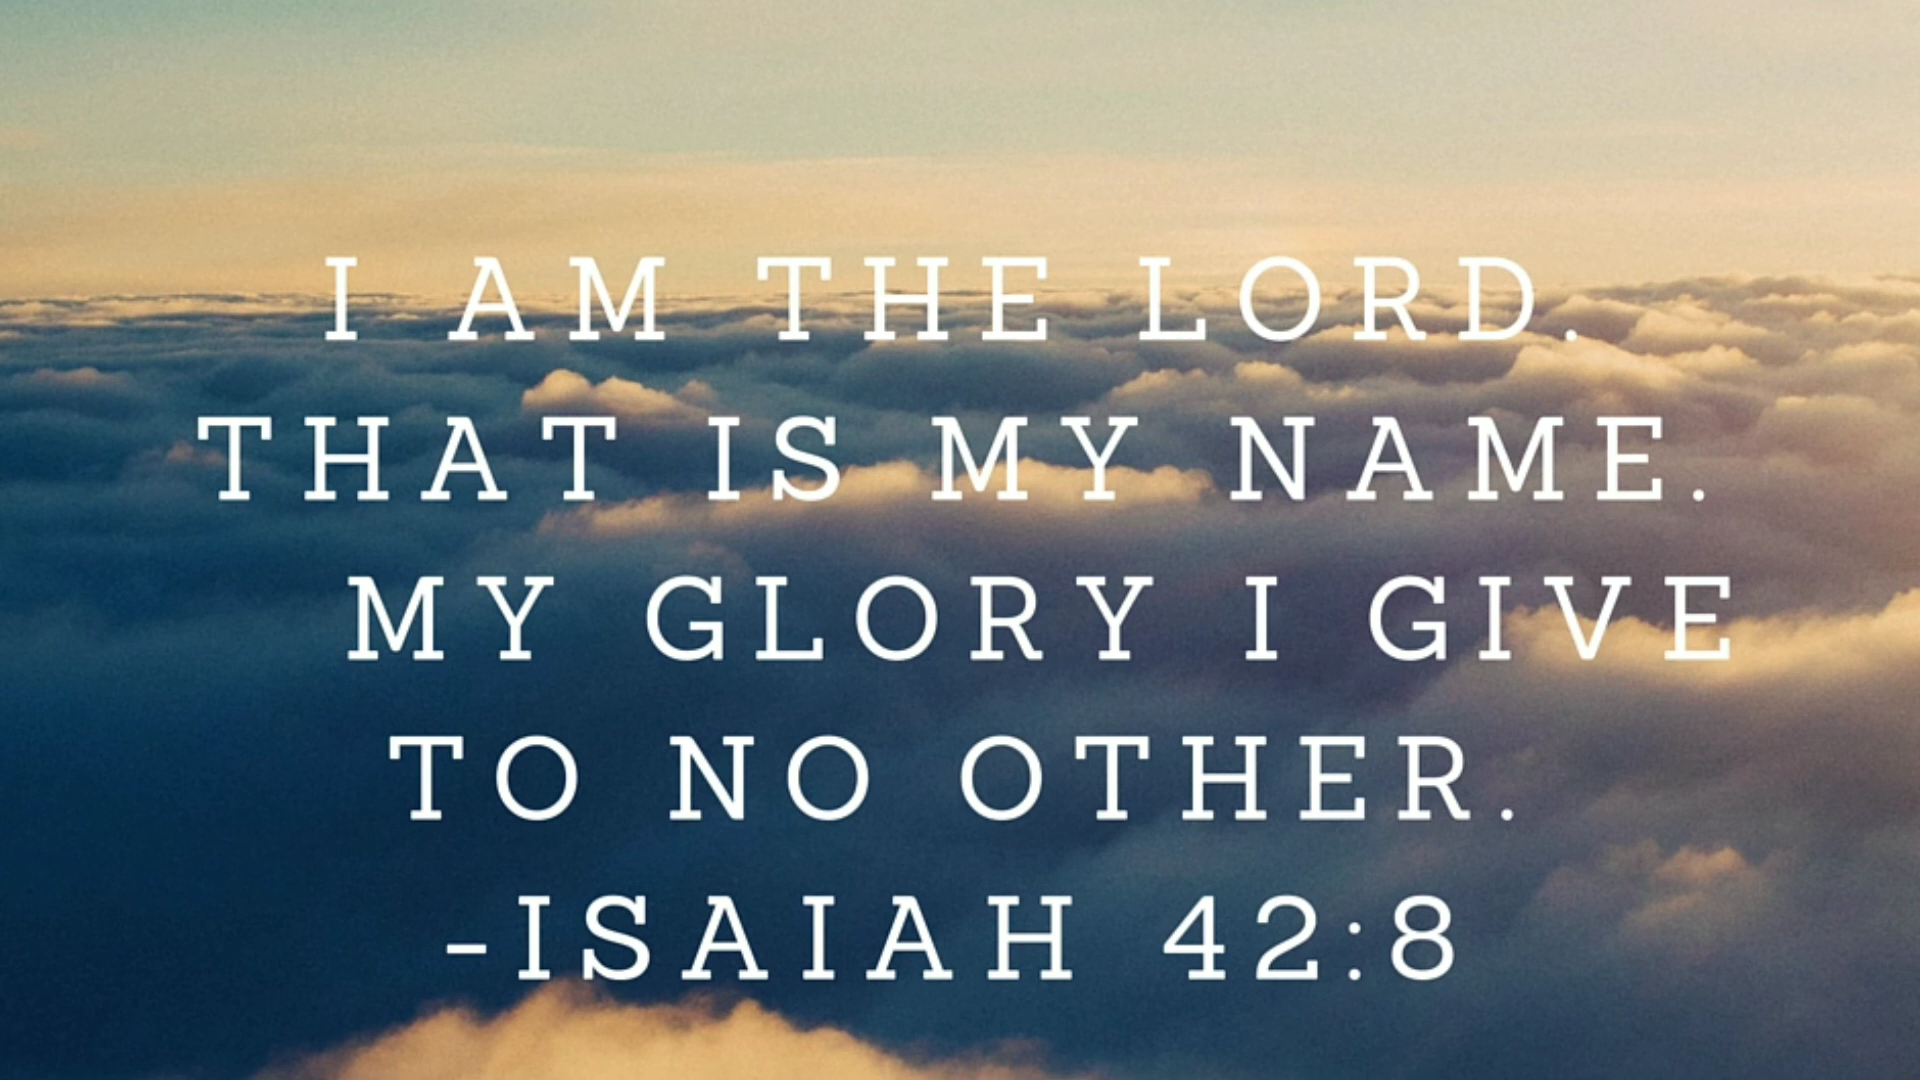 I AM THE LORD.
THAT IS MY NAME.
MY GLORY I GIVE
TO NO OTHER.
-ISAIAH 42:8